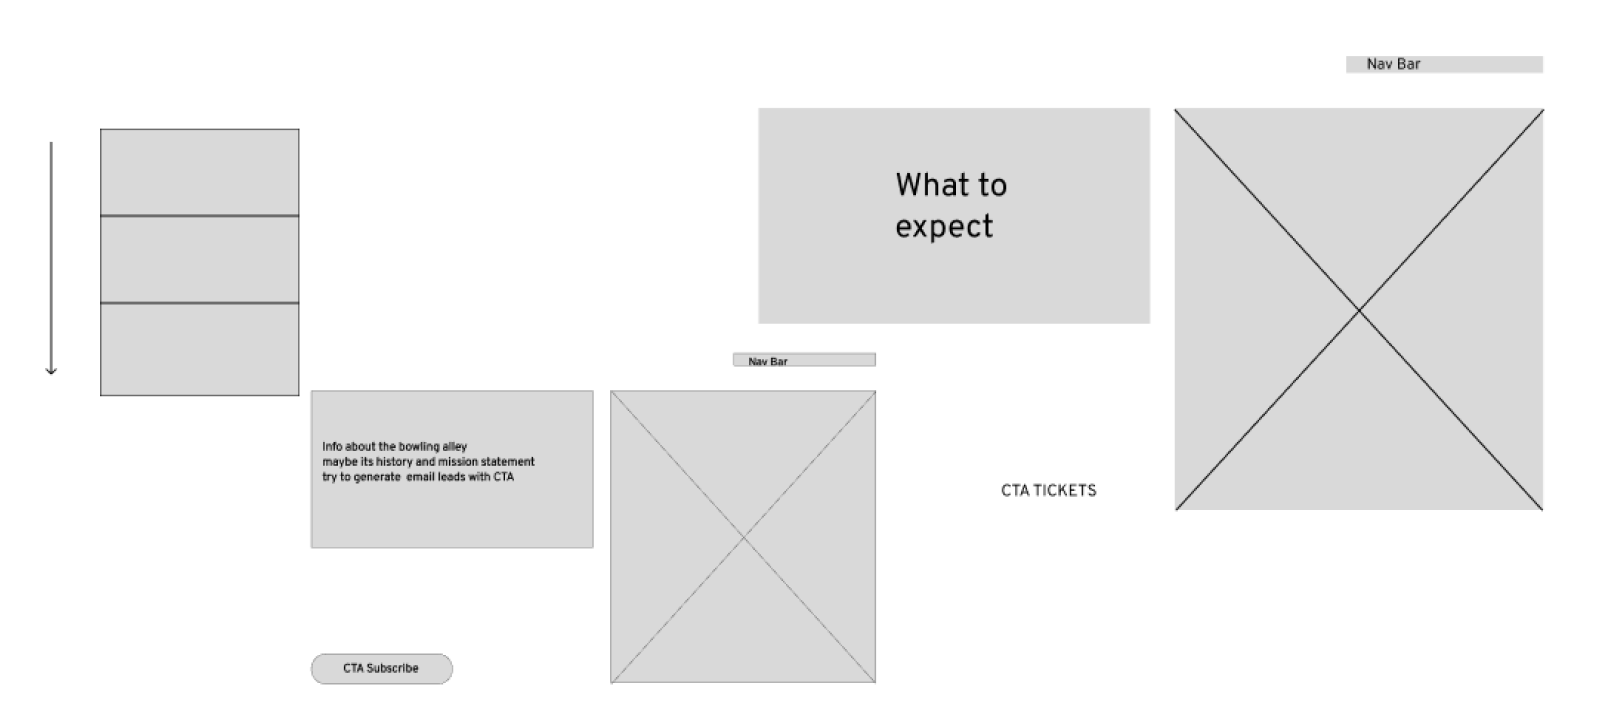 Nav Bar
What to
expect
Nav Bar
Info about the bowling alley
maybe its history and mission statement
try to generate  email leads with CTA
CTA TICKETS
CTA Subscribe